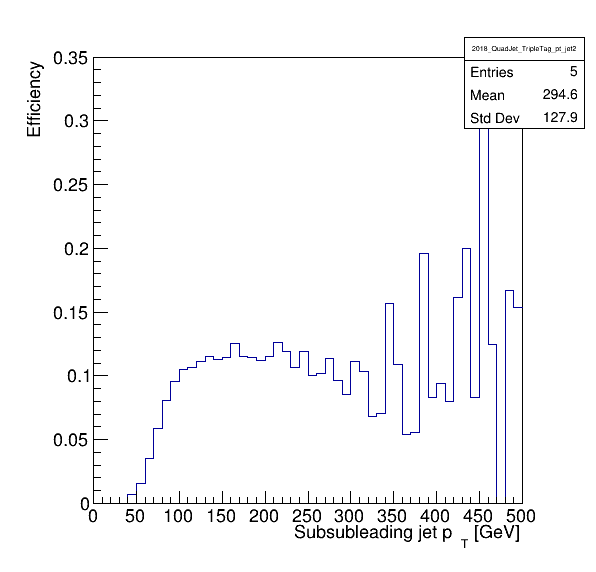 2018_QuadJet_TripleTag_pt_jet2
Entries 5
Mean 294.6
Std Dev 127.9
Efficiency
0.35
0.3
0.25
0.2
0.15
0.1
0.05
0
0 50 100 150 200 250 300 350 400 450 500
Subsubleading jet p T [GeV]